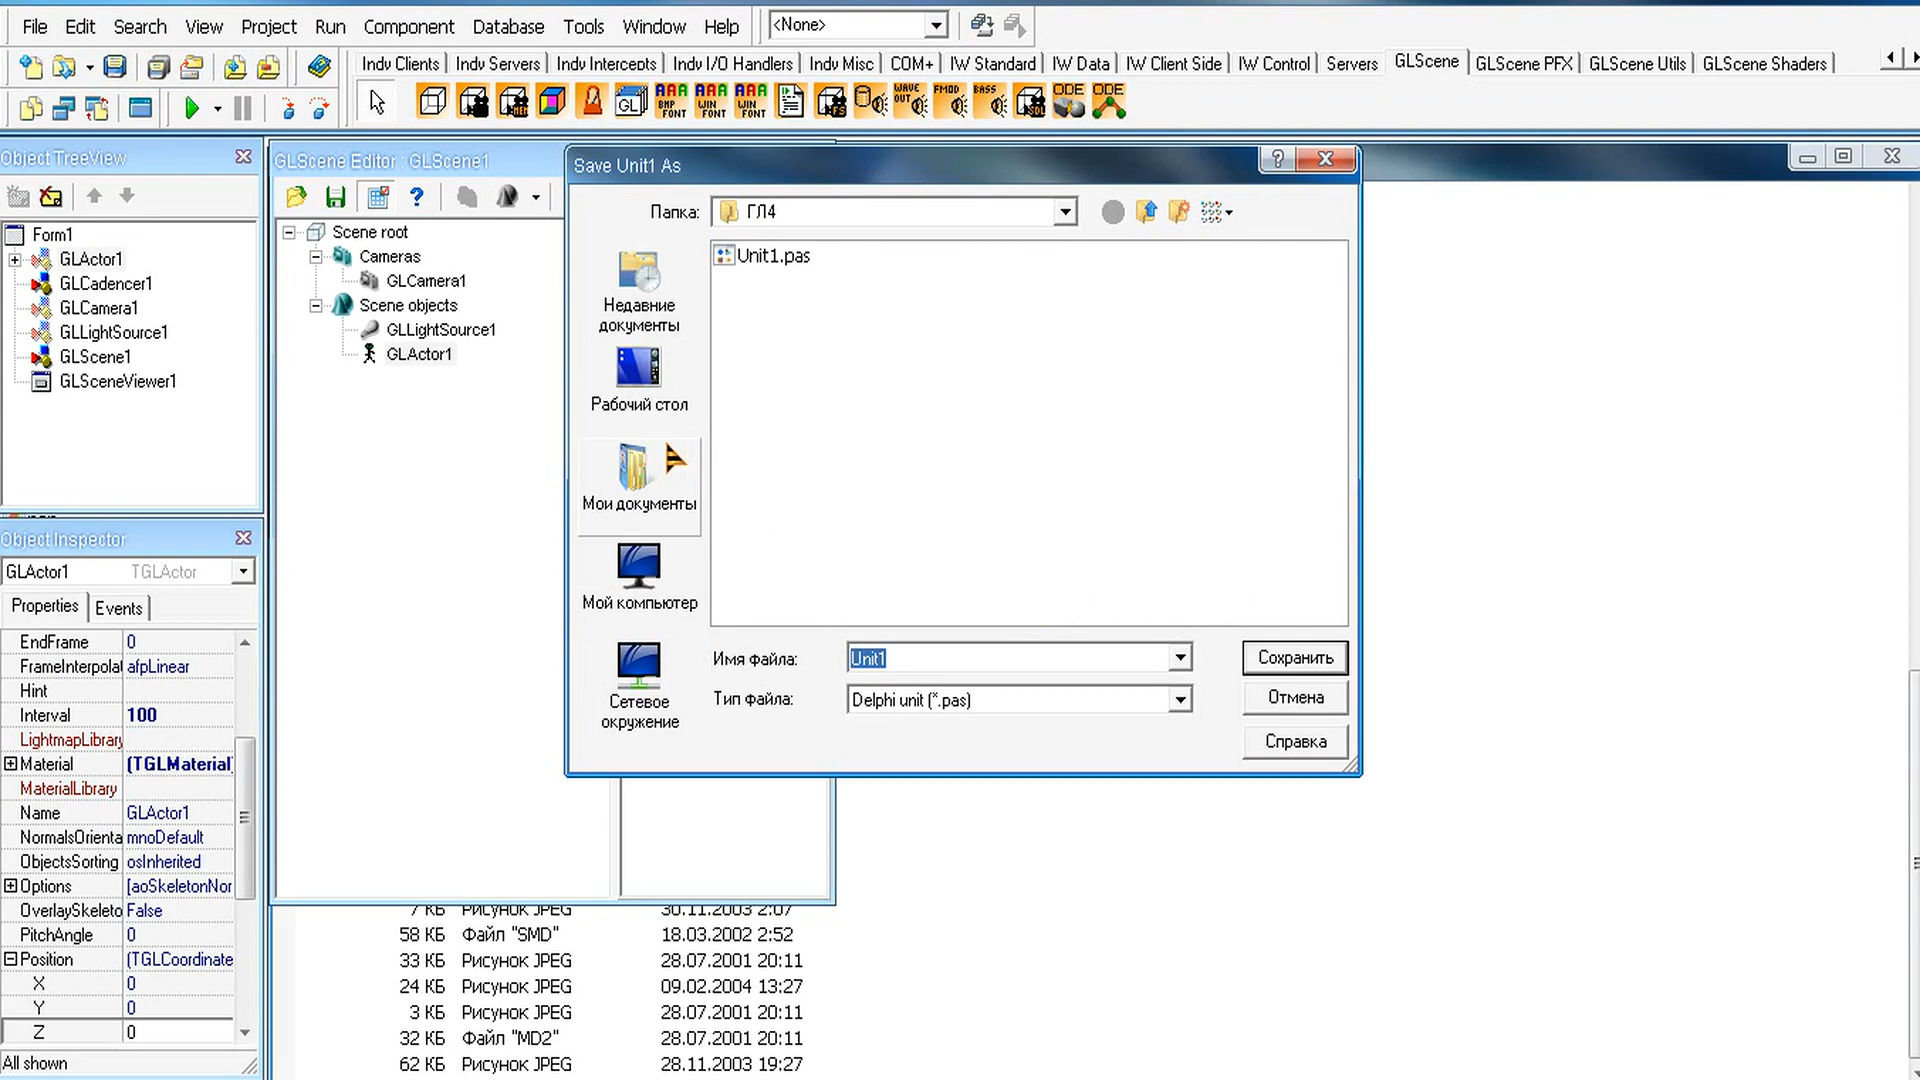 File Edit Search View Project Run Component Database Tools Window Help <None>
Indy Clients Indy Servers Indy Intercepts Indy I/O Handlers Indy Misc COM+ IW Standard IW Data IW Client Side IW Control Servers GLScene GLScene PFX GLScene Utils GLScene Shaders
Object TreeView
Form1
GLActor1
GLCadencer1
GLCamera1
GLLightSource1
GLScene1
GLSceneViewer1
GLScene Editor : GLScene1
Scene root
Cameras
GLCamera1
Scene objects
GLLightSource1
GLActor1
Save Unit1 As
Папка: ГЛ4
Unit1.pas
Недавние
документы
Рабочий стол
Мои документы
Мой компьютер
Сетевое
окружение
Имя файла: Unit1
Сохранить
Тип файла: Delphi unit (*.pas)
Отмена
Справка
Object Inspector
GLActor1 TGLActor
Properties Events
EndFrame 0
FrameInterpolat afpLinear
Hint
Interval 100
LightmapLibrary
Material (TGLMaterial)
MaterialLibrary
Name GLActor1
NormalsOrienta mnoDefault
ObjectsSorting osInherited
Options [aoSkeletonNor
OverlaySkeleto False
PitchAngle 0
Position (TGLCoordinate
X 0
Y 0
Z 0
All shown
7 КБ Рисунок JPEG 30.11.2003 2:07
58 КБ Файл "SMD" 18.03.2002 2:52
33 КБ Рисунок JPEG 28.07.2001 20:11
24 КБ Рисунок JPEG 09.02.2004 13:27
3 КБ Рисунок JPEG 28.07.2001 20:11
32 КБ Файл "MD2" 28.07.2001 20:11
62 КБ Рисунок JPEG 28.11.2003 19:27